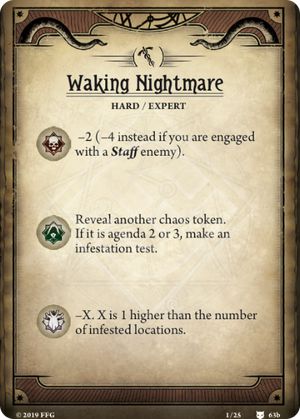 Waking Nightmare
HARD / EXPERT
–2 (–4 instead if you are engaged
with a Staff enemy).
Reveal another chaos token.
If it is agenda 2 or 3, make an
infestation test.
–X. X is 1 higher than the number
of infested locations.
© 2019 FFG
1/25
63b